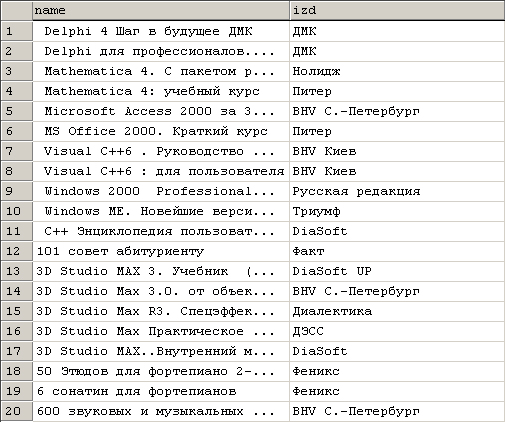 name izd
1 Delphi 4 Шаг в будущее ДМК ДМК
2 Delphi для профессионалов.... ДМК
3 Mathematica 4. С пакетом р... Нолидж
4 Mathematica 4: учебный курс Питер
5 Microsoft Access 2000 за 3... BHV С.-Петербург
6 MS Office 2000. Краткий курс Питер
7 Visual C++6 . Руководство ... BHV Киев
8 Visual C++6 : для пользователя BHV Киев
9 Windows 2000 Professional... Русская редакция
10 Windows ME. Новейшие верси... Триумф
11 С++ Энциклопедия пользоват... DiaSoft
12 101 совет абитуриенту Факт
13 3D Studio MAX 3. Учебник (... DiaSoft UP
14 3D Studio Max 3.0. от объек... BHV С.-Петербург
15 3D Studio Max R3. Спецэффек... Диалектика
16 3D Studio Max Практическое ... ДЭСС
17 3D Studio MAX..Внутренний м... DiaSoft
18 50 Этюдов для фортепиано 2-... Феникс
19 6 сонатин для фортепианов Феникс
20 600 звуковых и музыкальных ... BHV С.-Петербург